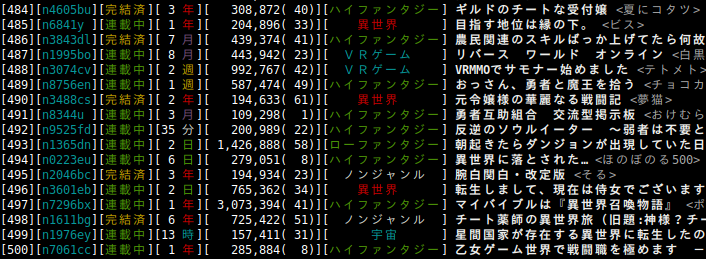 [484][n4605bu][完結済][ 3 年][ 308,872( 40)][ハイファンタジー] ギルドのチートな受付嬢 <夏にコタツ>
[485][n6841y ][連載中][ 1 年][ 204,896( 33)][ 異世界 ] 目指す地位は縁の下。 <ビス>
[486][n3843dl][完結済][ 7 月][ 439,374( 41)][ハイファンタジー] 農民関連のスキルばっか上げてたら何故
[487][n1995bo][連載中][ 8 月][ 443,942( 23)][ ＶＲゲーム ] リバース ワールド オンライン <白黒
[488][n3074cv][連載中][ 2 週][ 992,767( 42)][ ＶＲゲーム ] VRMMOでサモナー始めました <テトメト>
[489][n8756en][連載中][ 1 週][ 587,474( 49)][ハイファンタジー] おっさん、勇者と魔王を拾う <チョコカ
[490][n3488cs][完結済][ 2 年][ 194,633( 61)][ 異世界 ] 元令嬢様の華麗なる戦闘記 <夢猫>
[491][n8344u ][連載中][ 3 月][ 109,298( 1)][ハイファンタジー] 勇者互助組合 交流型掲示板 <おけむら
[492][n9525fd][連載中][35 分][ 200,989( 22)][ハイファンタジー] 反逆のソウルイーター ～弱者は不要と
[493][n1365dn][連載中][ 2 日][ 1,426,888( 58)][ローファンタジー] 朝起きたらダンジョンが出現していた日
[494][n0223eu][連載中][ 6 日][ 279,051( 8)][ハイファンタジー] 異世界に落とされた… <ほのぼのる500>
[495][n2046bc][完結済][ 3 年][ 194,934( 23)][ ノンジャンル ] 腕白関白・改定版 <そる>
[496][n3601eb][連載中][ 2 日][ 765,362( 34)][ 異世界 ] 転生しまして、現在は侍女でございます
[497][n7296bx][連載中][ 1 年][ 3,073,394( 41)][ハイファンタジー] マイバイブルは『異世界召喚物語』 <ポ
[498][n1611bg][完結済][ 6 年][ 725,422( 51)][ ノンジャンル ] チート薬師の異世界旅（旧題:神様？チー
[499][n1976ey][連載中][13 時][ 157,411( 31)][ 宇宙 ] 星間国家が存在する異世界に転生したの
[500][n7061cc][連載中][ 1 年][ 285,884( 8)][ハイファンタジー] 乙女ゲーム世界で戦闘職を極めます －